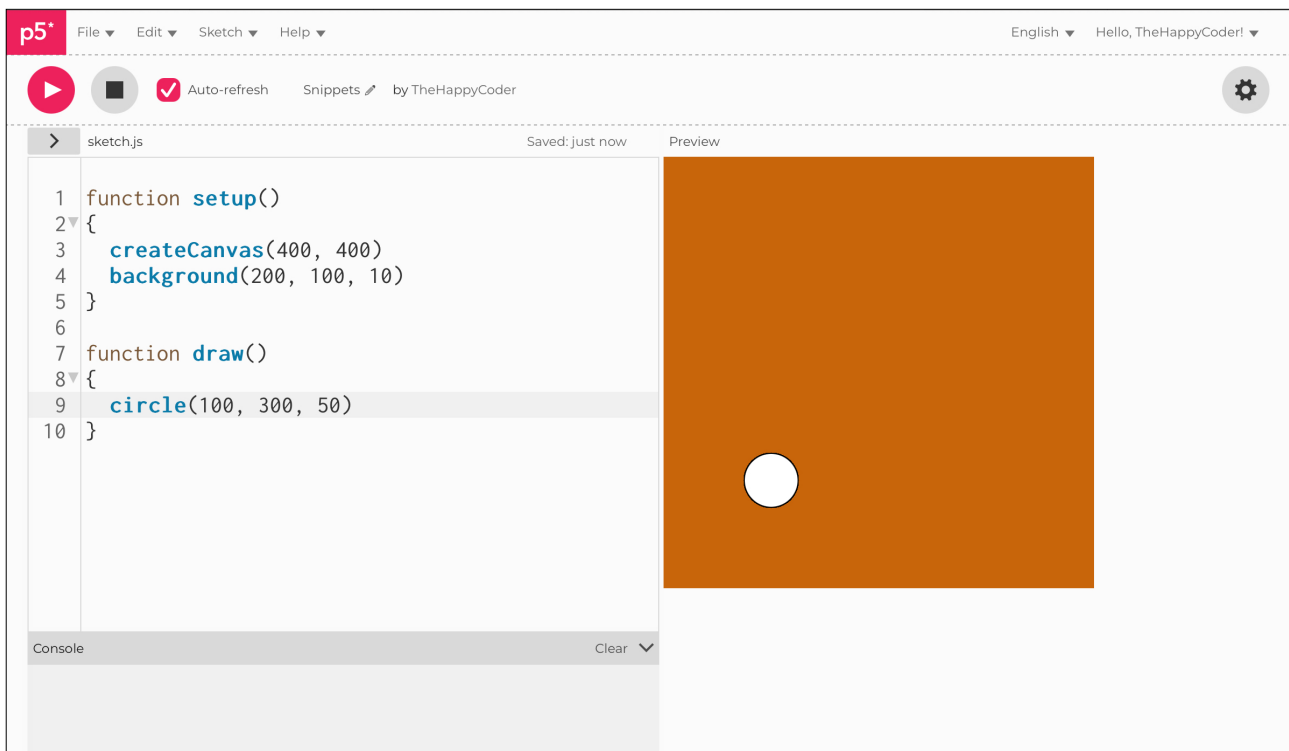 p5* File Edit Sketch Help English Hello, TheHappyCoder!
Auto-refresh Snippets by TheHappyCoder
sketch.js Saved: just now Preview
1 function setup()
2 {
3 createCanvas(400, 400)
4 background(200, 100, 10)
5 }
6
7 function draw()
8 {
9 circle(100, 300, 50)
10 }
Console Clear